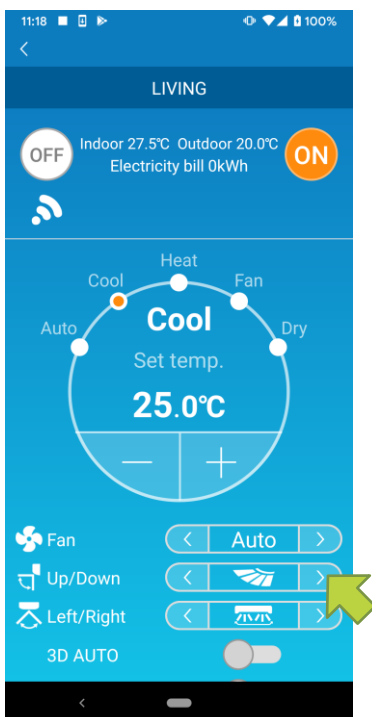 11:18 100%
LIVING
OFF
Indoor 27.5℃ Outdoor 20.0℃
Electricity bill 0kWh
ON
Heat
Cool Fan
Auto Cool Dry
Set temp.
25.0℃
Fan Auto
Up/Down
Left/Right
3D AUTO